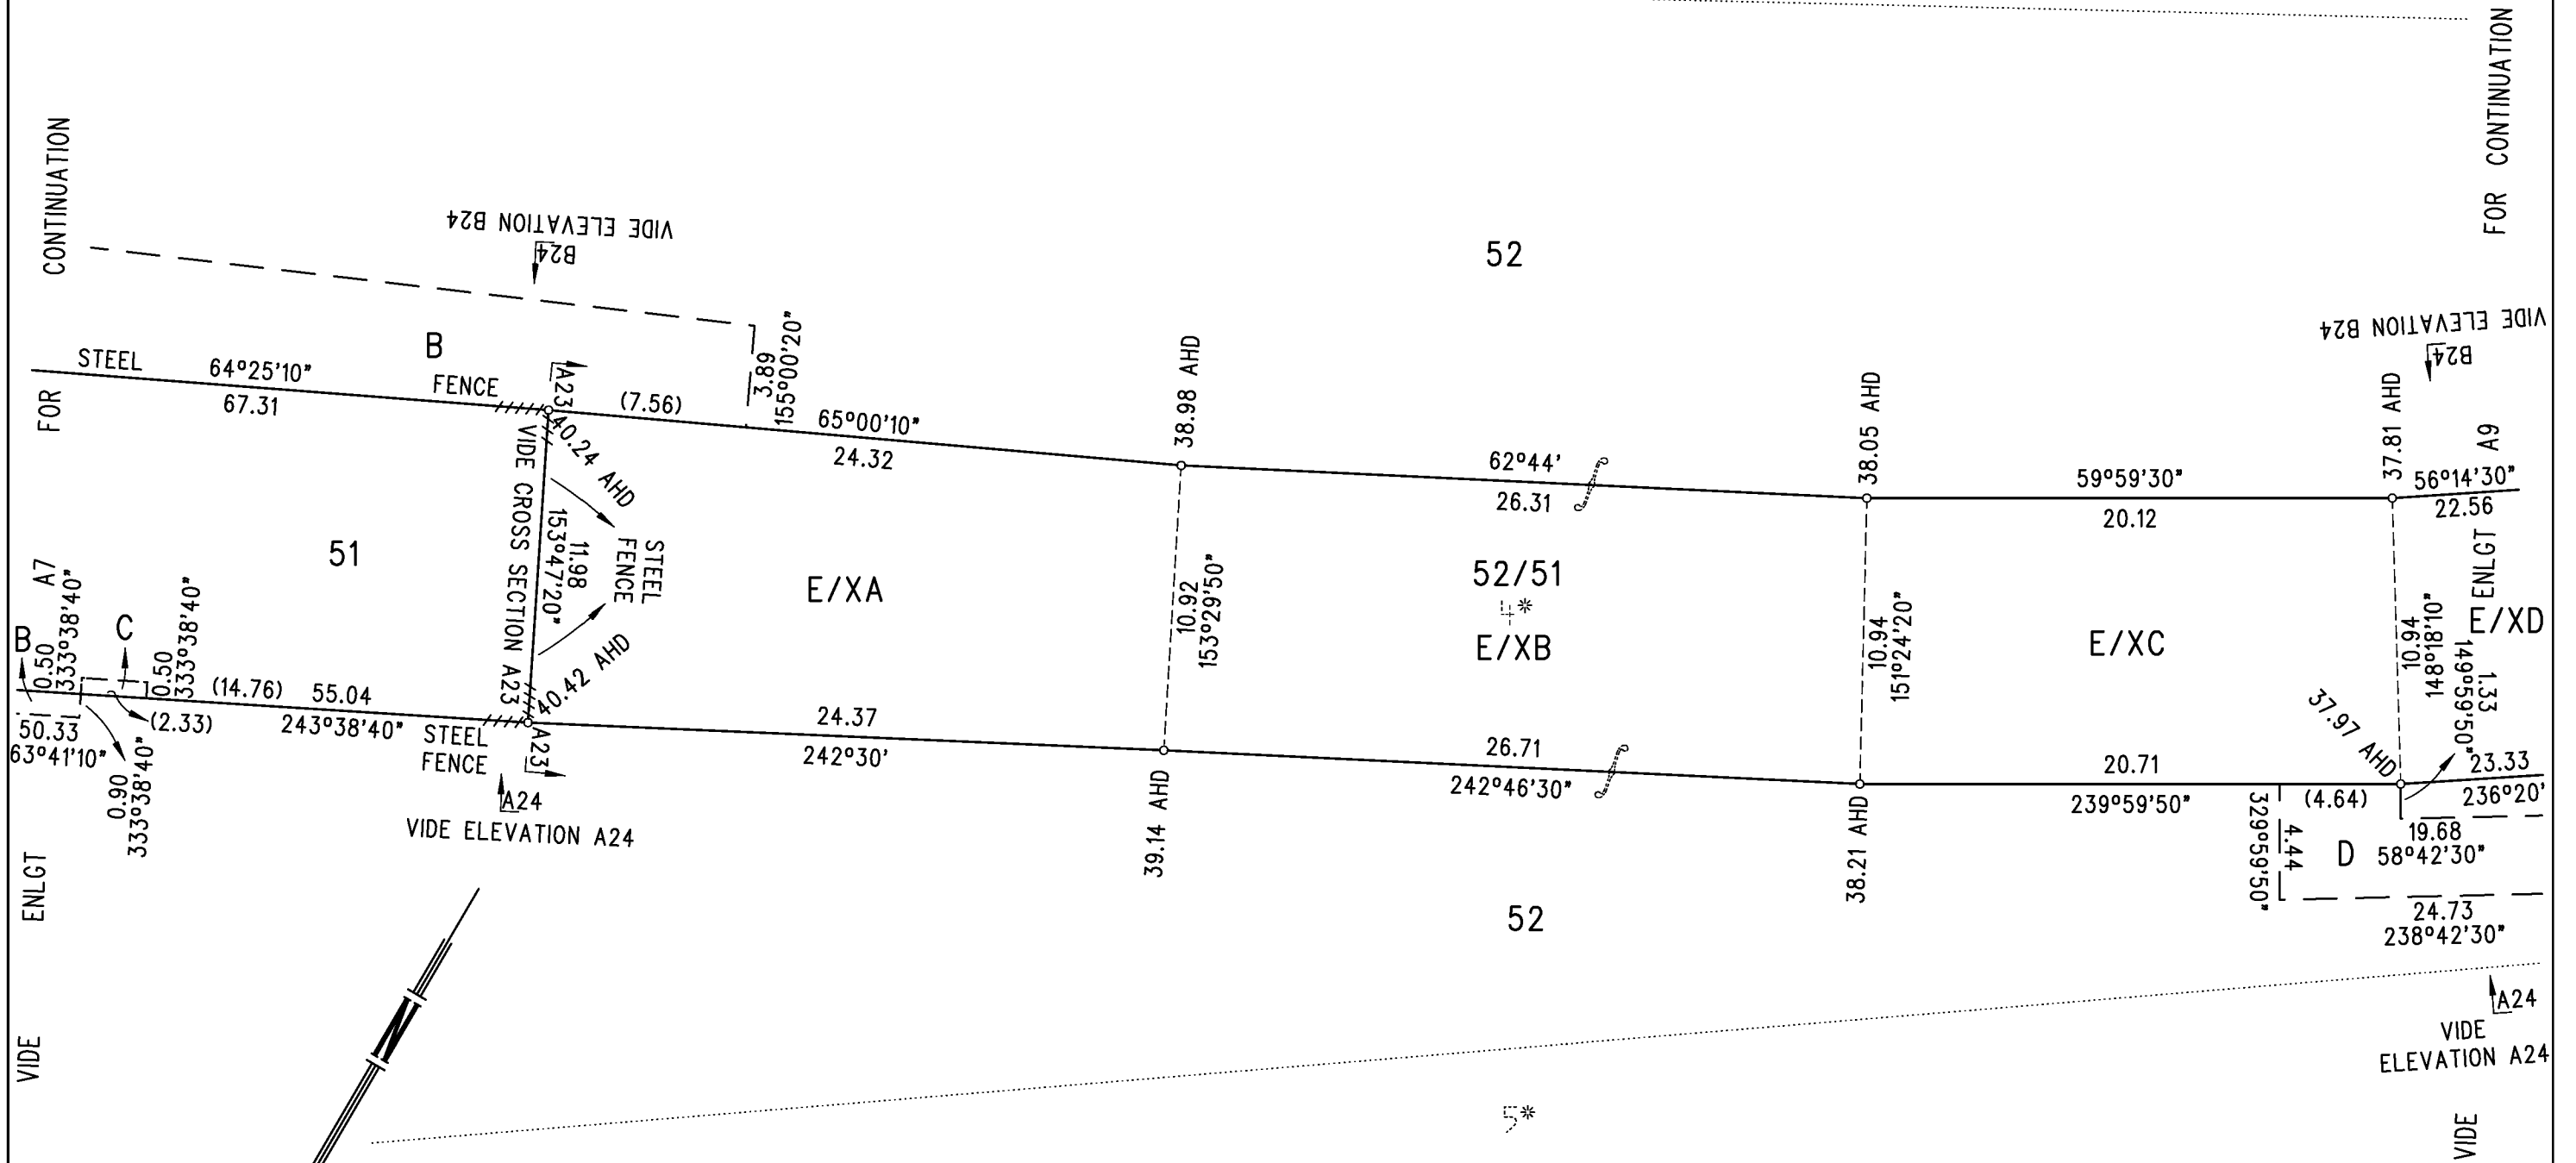 FOR CONTINUATION
VIDE ENLGT A7
FOR CONTINUATION
VIDE ENLGT A9
VIDE ELEVATION B24
B24
52
VIDE ELEVATION B24
B24
B
STEEL
64°25'10"
FENCE
67.31
A23
(7.56)
3.89
155°00'20"
65°00'10"
24.32
38.98 AHD
62°44'
26.31
38.05 AHD
59°59'30"
20.12
37.81 AHD
56°14'30"
22.56
40.24 AHD
VIDE CROSS SECTION A23
153°47'20"
11.98
STEEL
FENCE
40.42 AHD
51
E/XA
10.92
153°29'50"
52/51
4*
E/XB
10.94
151°24'20"
E/XC
10.94
148°18'10"
E/XD
1.33
149°59'50"
37.97 AHD
B
0.50
333°38'40"
C
0.50
333°38'40"
(14.76)
55.04
(2.33)
243°38'40"
STEEL
FENCE
50.33
63°41'10"
0.90
333°38'40"
A23
24.37
242°30'
39.14 AHD
26.71
242°46'30"
38.21 AHD
20.71
239°59'50"
(4.64)
23.33
236°20'
A24
VIDE ELEVATION A24
329°59'50"
4.44
D
19.68
58°42'30"
24.73
238°42'30"
52
A24
VIDE
ELEVATION A24
5*